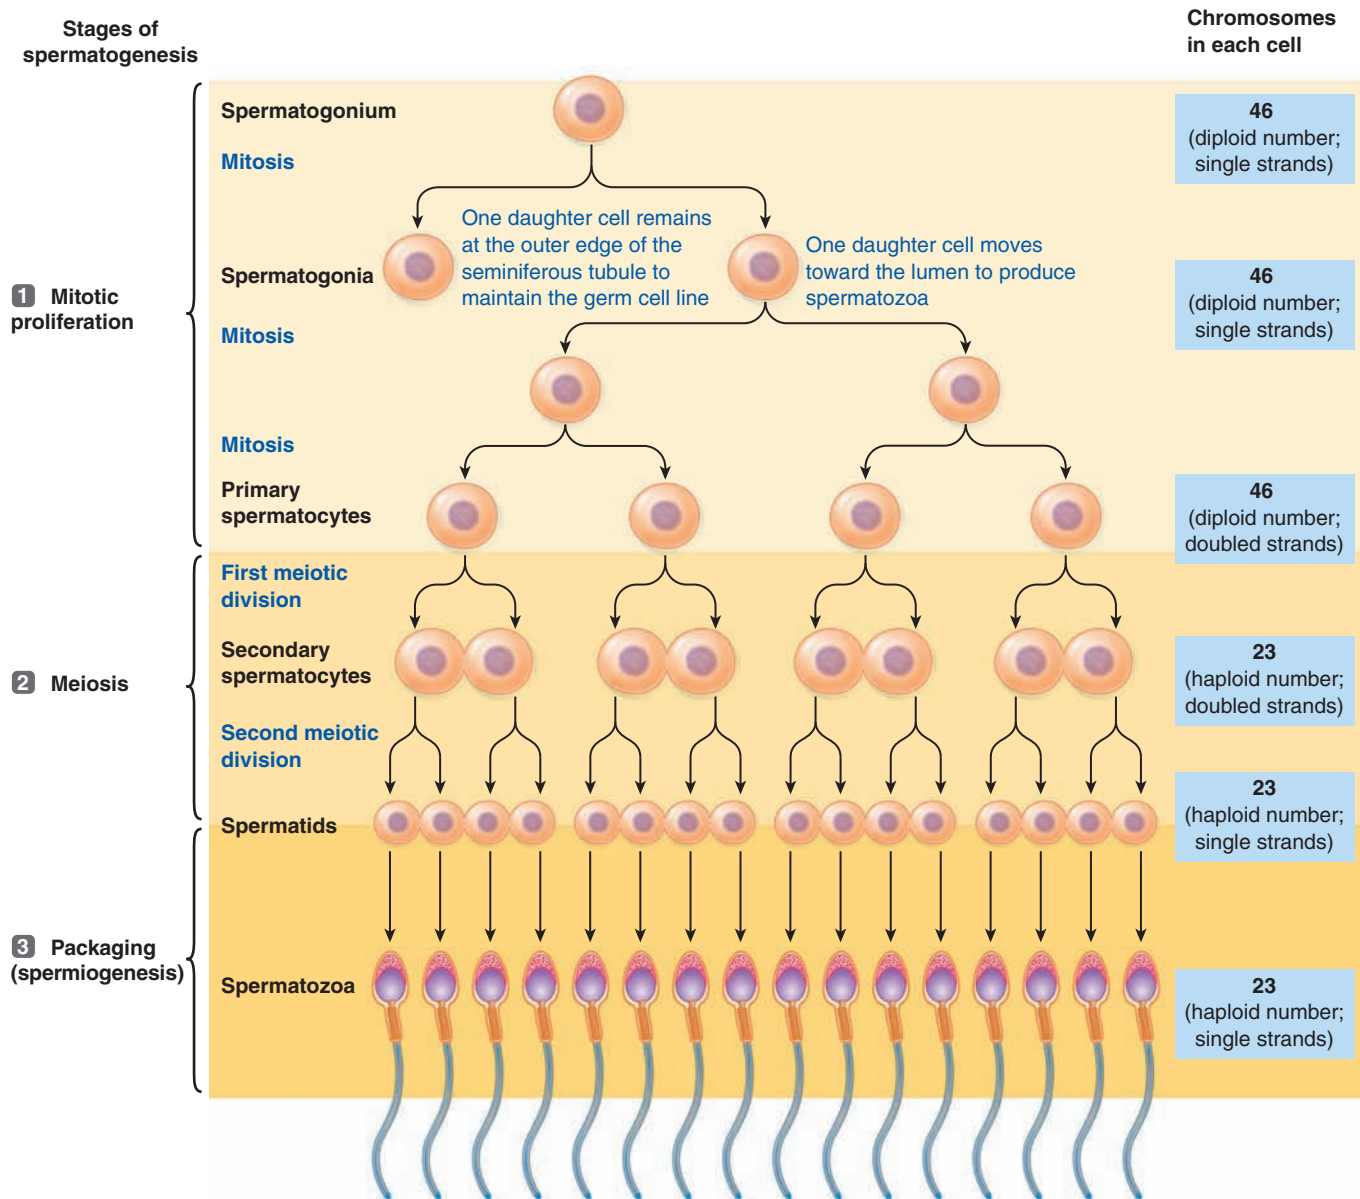 Stages of
spermatogenesis
Chromosomes
in each cell
Spermatogonium
46
(diploid number;
single strands)
Mitosis
One daughter cell remains
at the outer edge of the
seminiferous tubule to
maintain the germ cell line
One daughter cell moves
toward the lumen to produce
spermatozoa
Spermatogonia
46
(diploid number;
single strands)
1 Mitotic
proliferation
Mitosis
Mitosis
Primary
spermatocytes
46
(diploid number;
doubled strands)
First meiotic
division
Secondary
spermatocytes
23
(haploid number;
doubled strands)
2 Meiosis
Second meiotic
division
Spermatids
23
(haploid number;
single strands)
3 Packaging
(spermiogenesis)
Spermatozoa
23
(haploid number;
single strands)